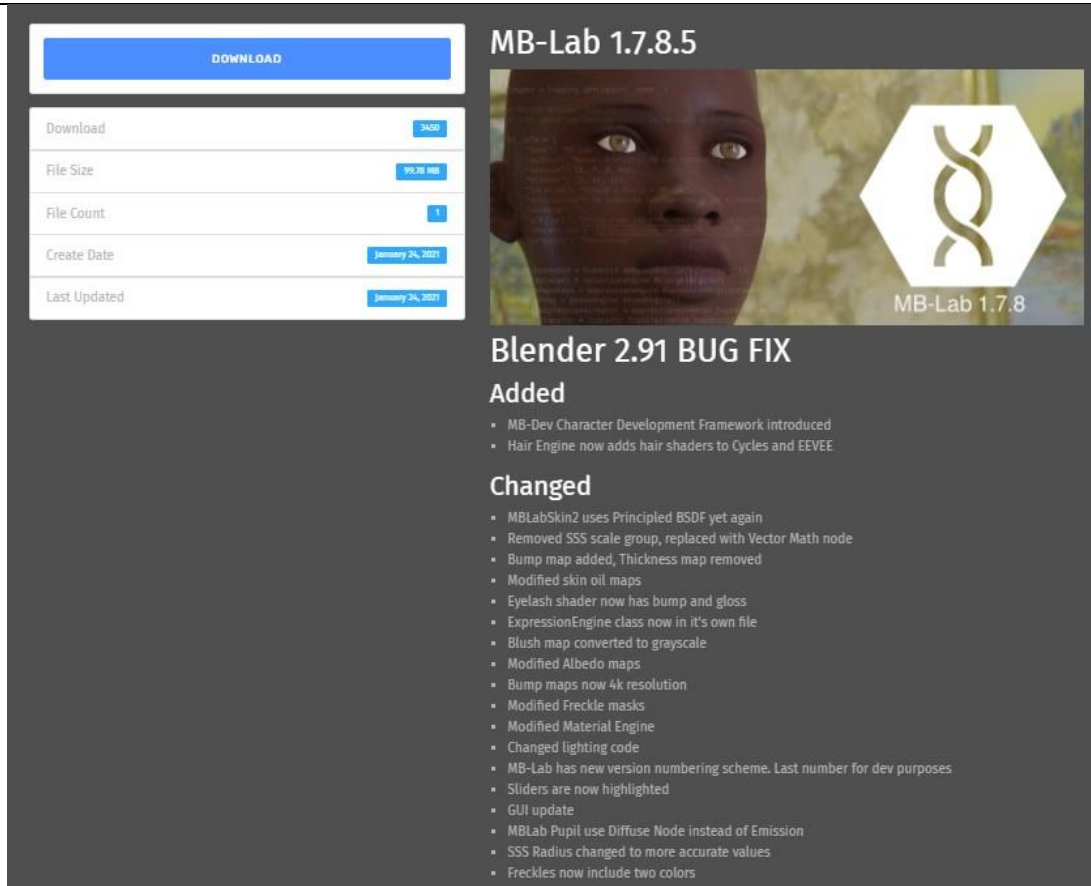 DOWNLOAD
Download 3450
File Size 99.78 MB
File Count 1
Create Date January 24, 2021
Last Updated January 24, 2021
MB-Lab 1.7.8.5
MB-Lab 1.7.8
Blender 2.91 BUG FIX
Added
MB-Dev Character Development Framework introduced
Hair Engine now adds hair shaders to Cycles and EEVEE
Changed
MBLabSkin2 uses Principled BSDF yet again
Removed SSS scale group, replaced with Vector Math node
Bump map added, Thickness map removed
Modified skin oil maps
Eyelash shader now has bump and gloss
ExpressionEngine class now in it's own file
Blush map converted to grayscale
Modified Albedo maps
Bump maps now 4k resolution
Modified Freckle masks
Modified Material Engine
Changed lighting code
MB-Lab has new version numbering scheme. Last number for dev purposes
Sliders are now highlighted
GUI update
MBLab Pupil use Diffuse Node instead of Emission
SSS Radius changed to more accurate values
Freckles now include two colors